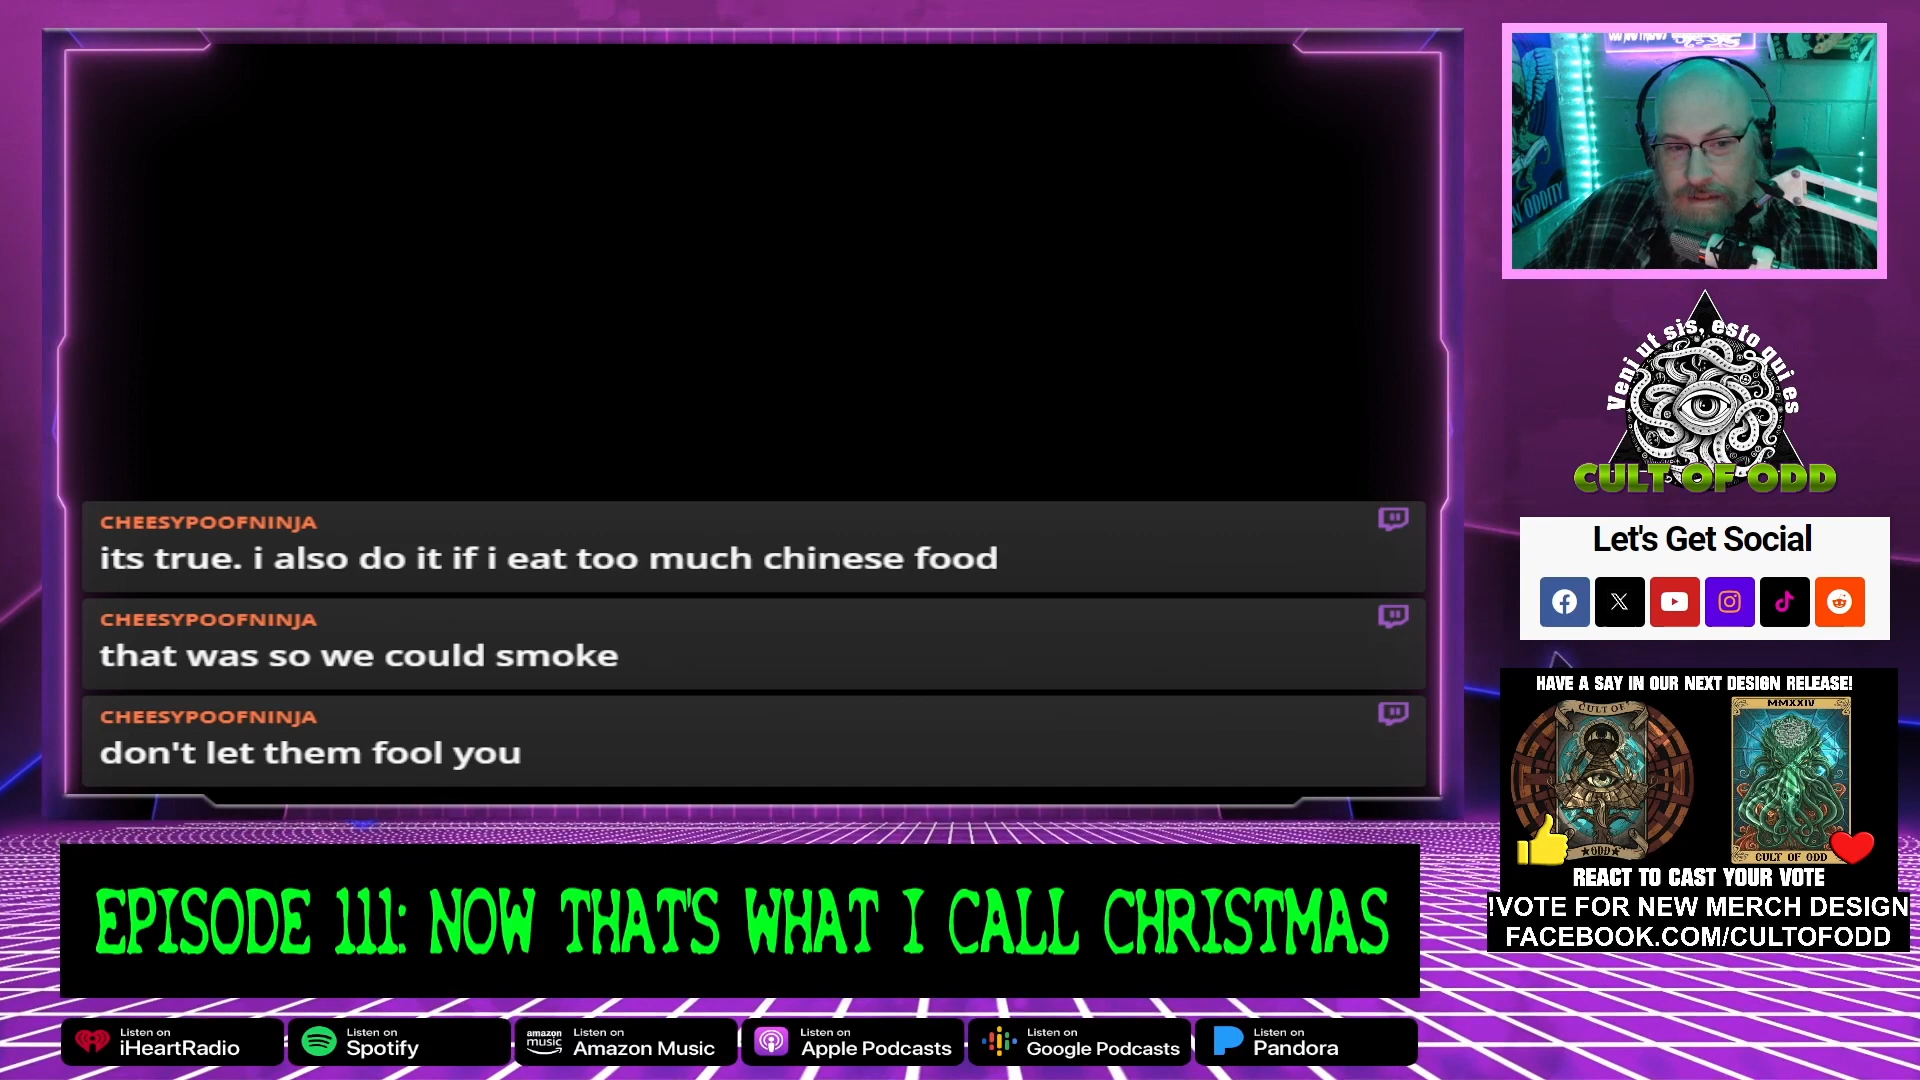 CHEESYPOOFNINJA
its true. i also do it if i eat too much chinese food
CHEESYPOOFNINJA
that was so we could smoke
CHEESYPOOFNINJA
don't let them fool you
EPISODE 111: NOW THAT'S WHAT I CALL CHRISTMAS
Listen on
iHeartRadio
Listen on
Spotify
amazon music
Listen on
Amazon Music
Listen on
Apple Podcasts
Listen on
Google Podcasts
Listen on
Pandora
N ODDITY
Veni ut sis, esto qui es
CULT OF ODD
Let's Get Social
HAVE A SAY IN OUR NEXT DESIGN RELEASE!
CULT OF
ODD
MMXXIV
CULT OF ODD
REACT TO CAST YOUR VOTE
!VOTE FOR NEW MERCH DESIGN
FACEBOOK.COM/CULTOFODD